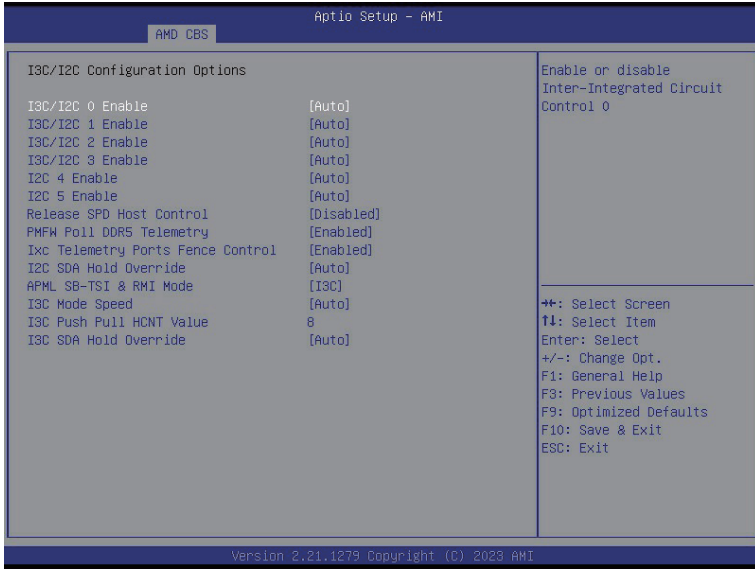 Aptio Setup – AMI
AMD CBS
I3C/I2C Configuration Options
I3C/I2C 0 Enable [Auto]
I3C/I2C 1 Enable [Auto]
I3C/I2C 2 Enable [Auto]
I3C/I2C 3 Enable [Auto]
I2C 4 Enable [Auto]
I2C 5 Enable [Auto]
Release SPD Host Control [Disabled]
PMFW Poll DDR5 Telemetry [Enabled]
Ixc Telemetry Ports Fence Control [Enabled]
I2C SDA Hold Override [Auto]
APML SB-TSI & RMI Mode [I3C]
I3C Mode Speed [Auto]
I3C Push Pull HCNT Value 8
I3C SDA Hold Override [Auto]
Enable or disable
Inter-Integrated Circuit
Control 0
→←: Select Screen
↑↓: Select Item
Enter: Select
+/-: Change Opt.
F1: General Help
F3: Previous Values
F9: Optimized Defaults
F10: Save & Exit
ESC: Exit
Version 2.21.1279 Copyright (C) 2023 AMI